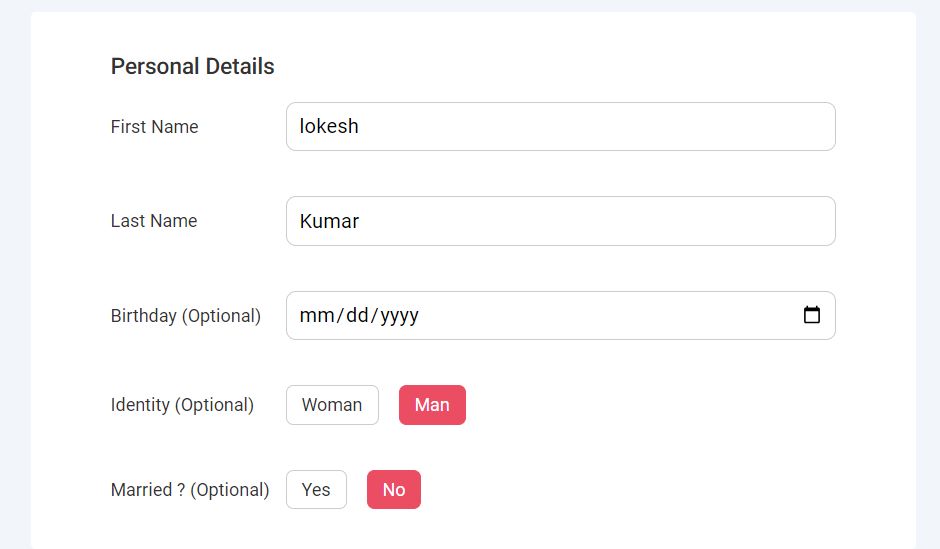 Personal Details
First Name lokesh
Last Name Kumar
Birthday (Optional) mm/dd/yyyy
Identity (Optional) Woman Man
Married ? (Optional) Yes No